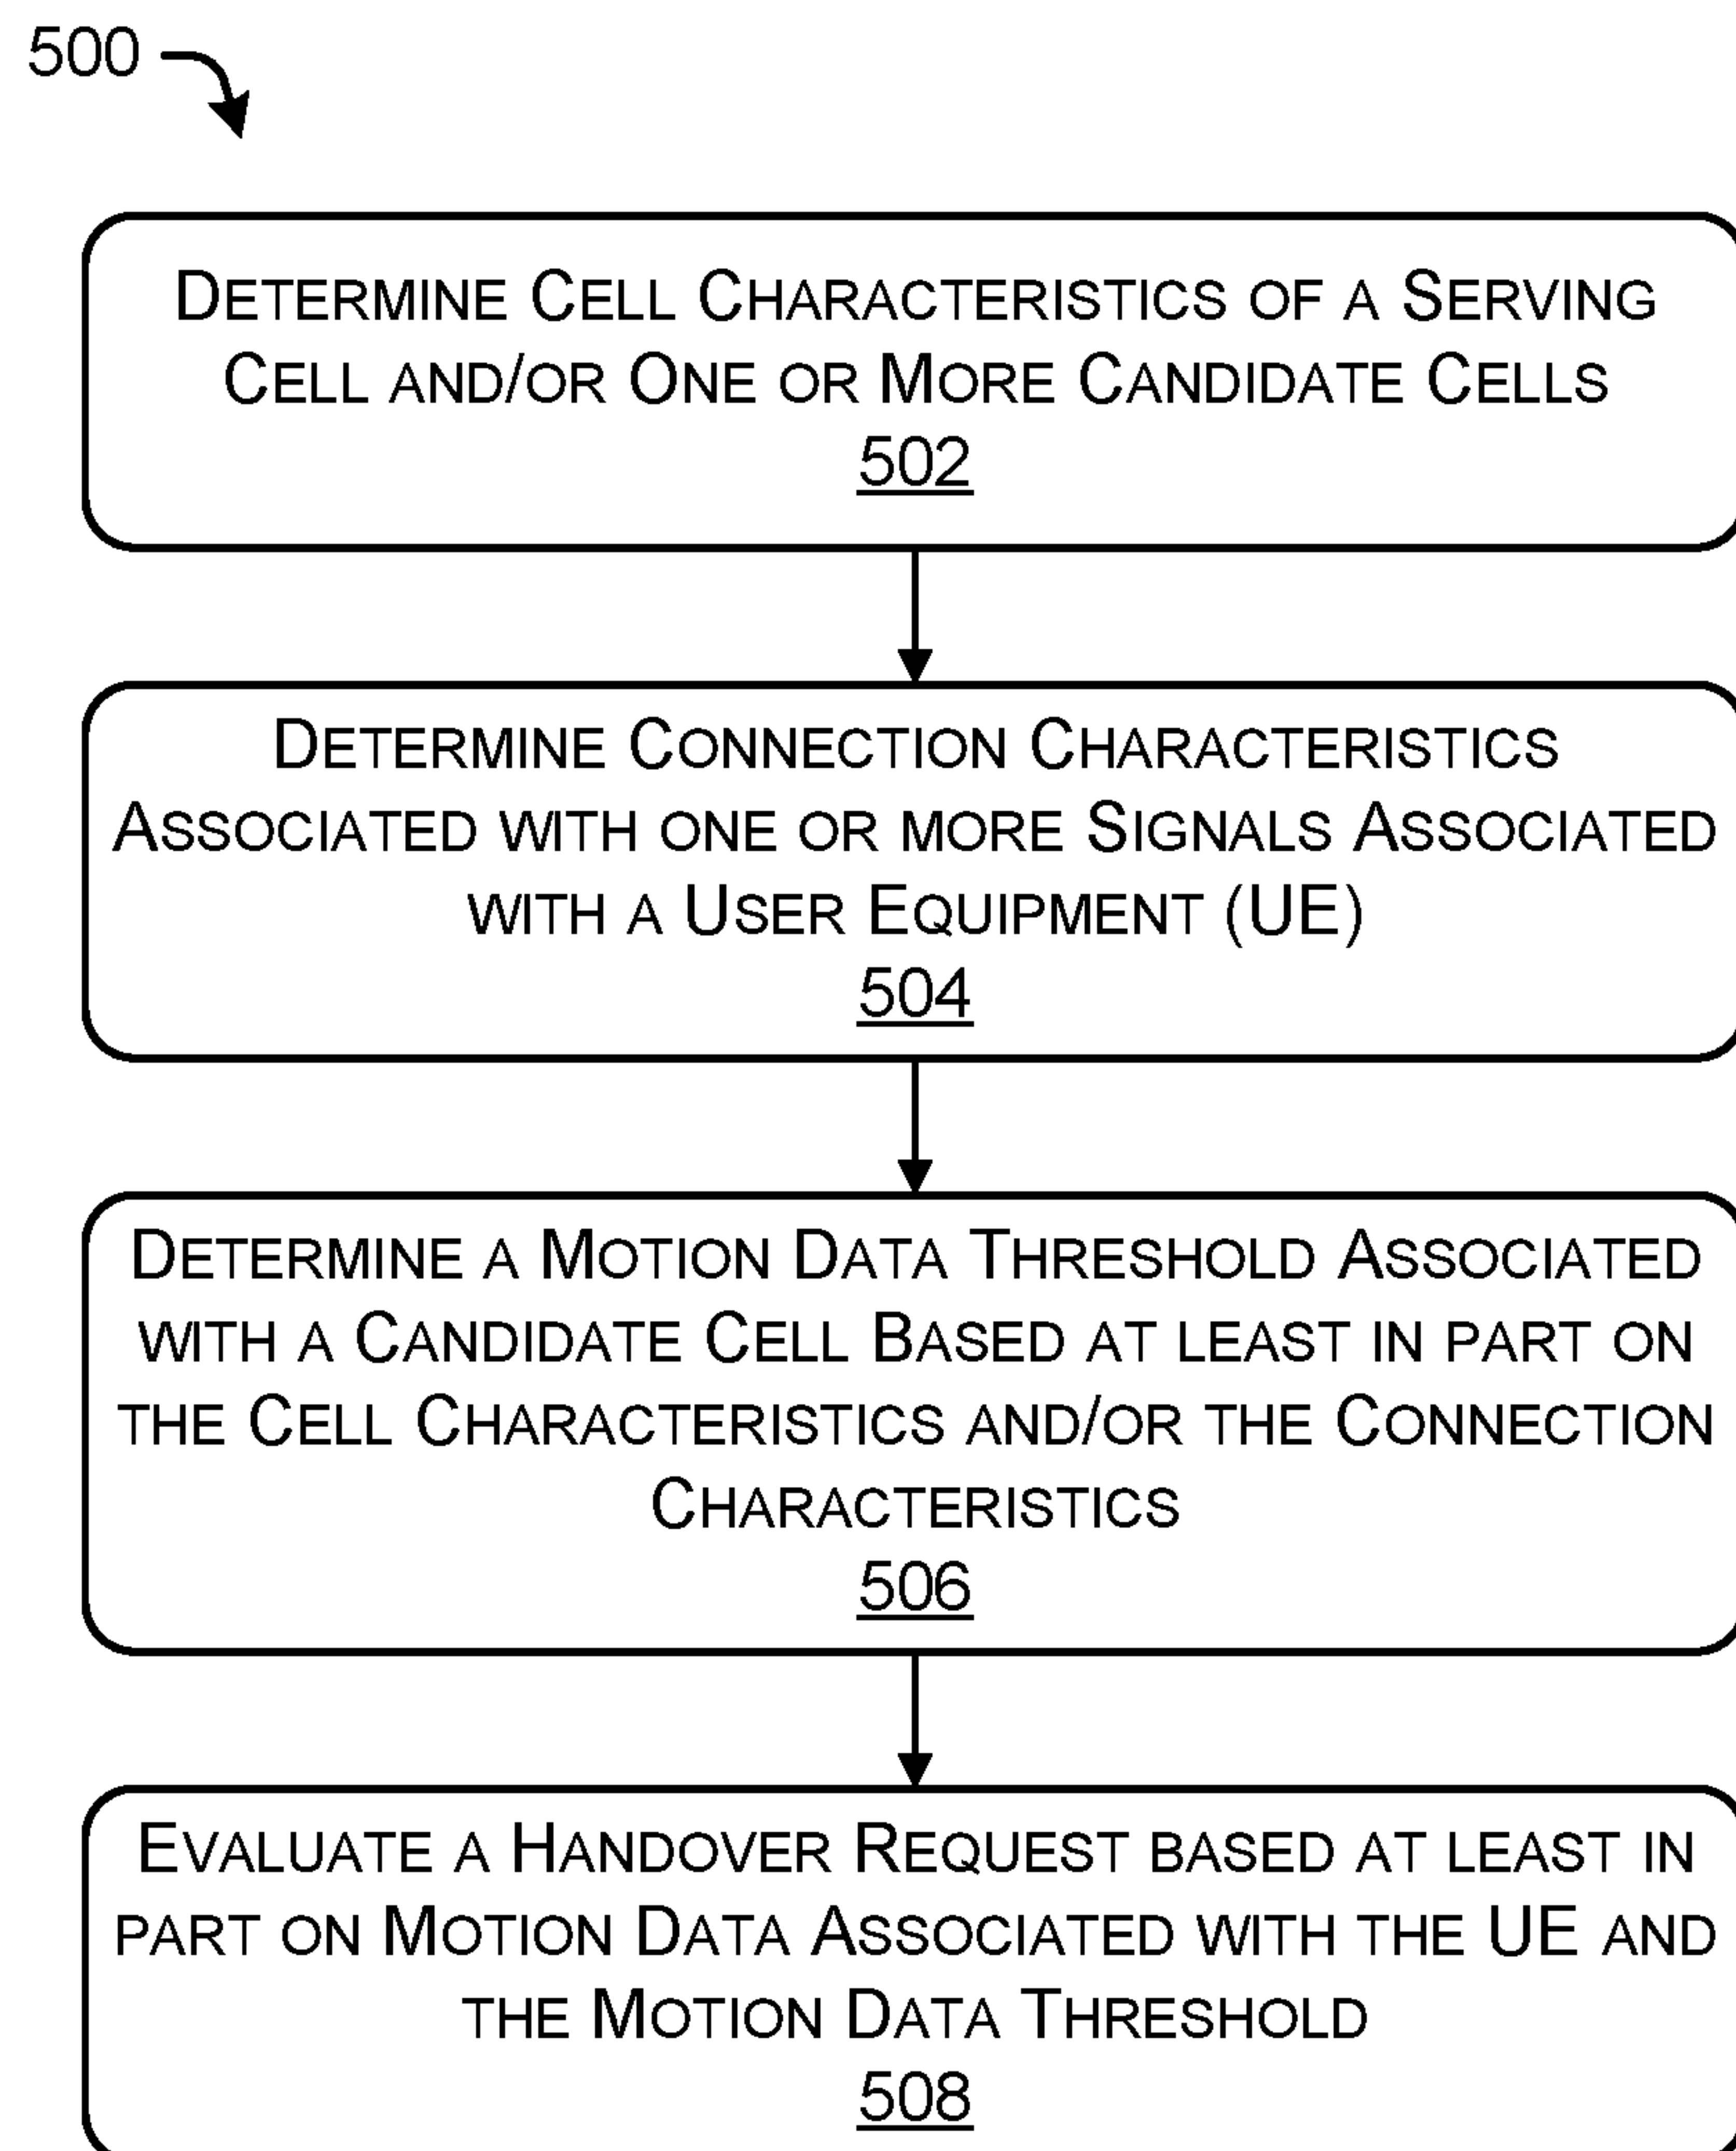 500
DETERMINE CELL CHARACTERISTICS OF A SERVING
CELL AND/OR ONE OR MORE CANDIDATE CELLS
502
DETERMINE CONNECTION CHARACTERISTICS
ASSOCIATED WITH ONE OR MORE SIGNALS ASSOCIATED
WITH A USER EQUIPMENT (UE)
504
DETERMINE A MOTION DATA THRESHOLD ASSOCIATED
WITH A CANDIDATE CELL BASED AT LEAST IN PART ON
THE CELL CHARACTERISTICS AND/OR THE CONNECTION
CHARACTERISTICS
506
EVALUATE A HANDOVER REQUEST BASED AT LEAST IN
PART ON MOTION DATA ASSOCIATED WITH THE UE AND
THE MOTION DATA THRESHOLD
508